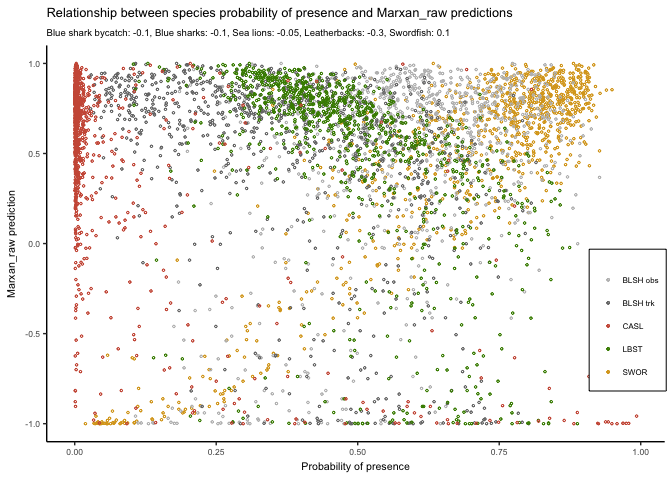 Relationship between species probability of presence and Marxan_raw predictions
Blue shark bycatch: -0.1, Blue sharks: -0.1, Sea lions: -0.05, Leatherbacks: -0.3, Swordfish: 0.1
Marxan_raw prediction
1.0
0.5
0.0
-0.5
-1.0
BLSH obs
BLSH trk
CASL
LBST
SWOR
0.00 0.25 0.50 0.75 1.00
Probability of presence